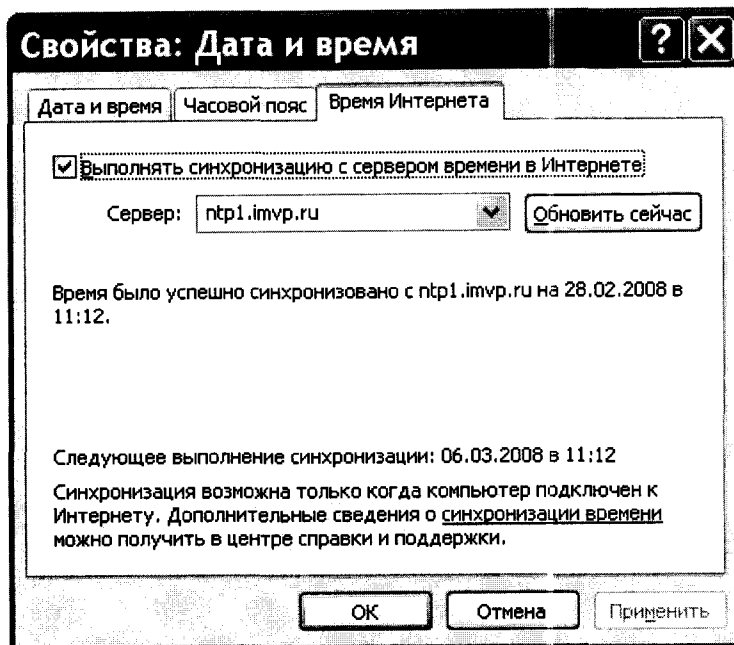 Свойства: Дата и время
Дата и время Часовой пояс Время Интернета
Выполнять синхронизацию с сервером времени в Интернете
Сервер: ntp1.imvp.ru Обновить сейчас
Время было успешно синхронизовано с ntp1.imvp.ru на 28.02.2008 в
11:12.
Следующее выполнение синхронизации: 06.03.2008 в 11:12
Синхронизация возможна только когда компьютер подключен к
Интернету. Дополнительные сведения о синхронизации времени
можно получить в центре справки и поддержки.
ОК Отмена Применить